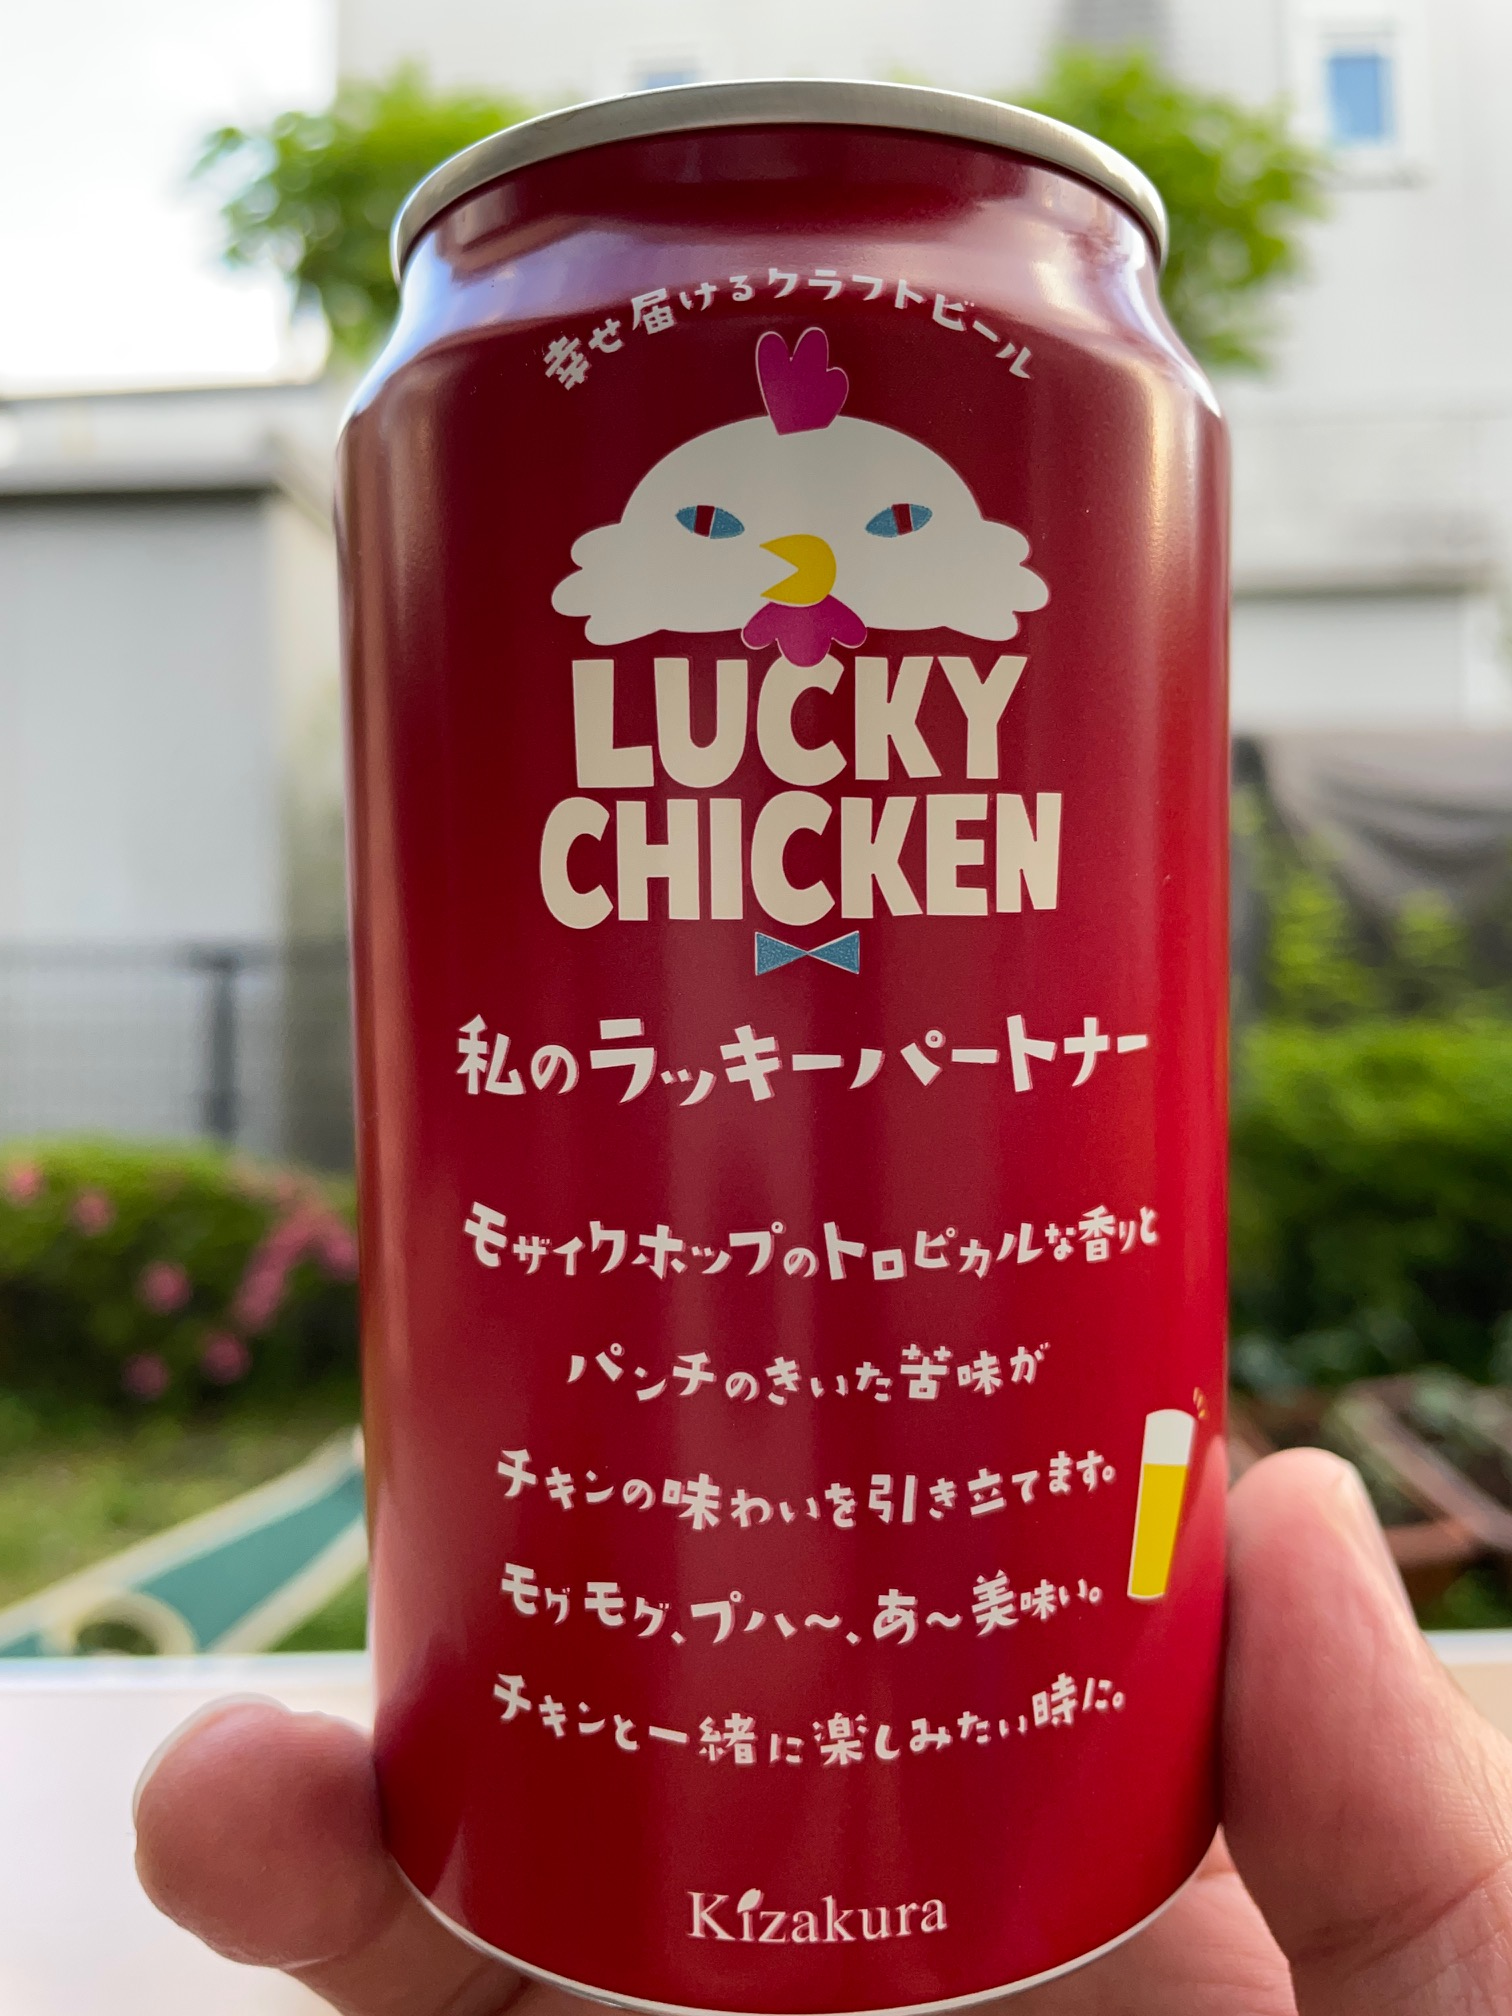 幸せ届けるクラフトビール
LUCKY
CHICKEN
私のラッキーパートナー
モザイクホップのトロピカルな香りと
パンチのきいた苦味が
チキンの味わいを引き立てます。
モグモグ、プハ〜、あ〜美味い。
チキンと一緒に楽しみたい時に。
Kizakura